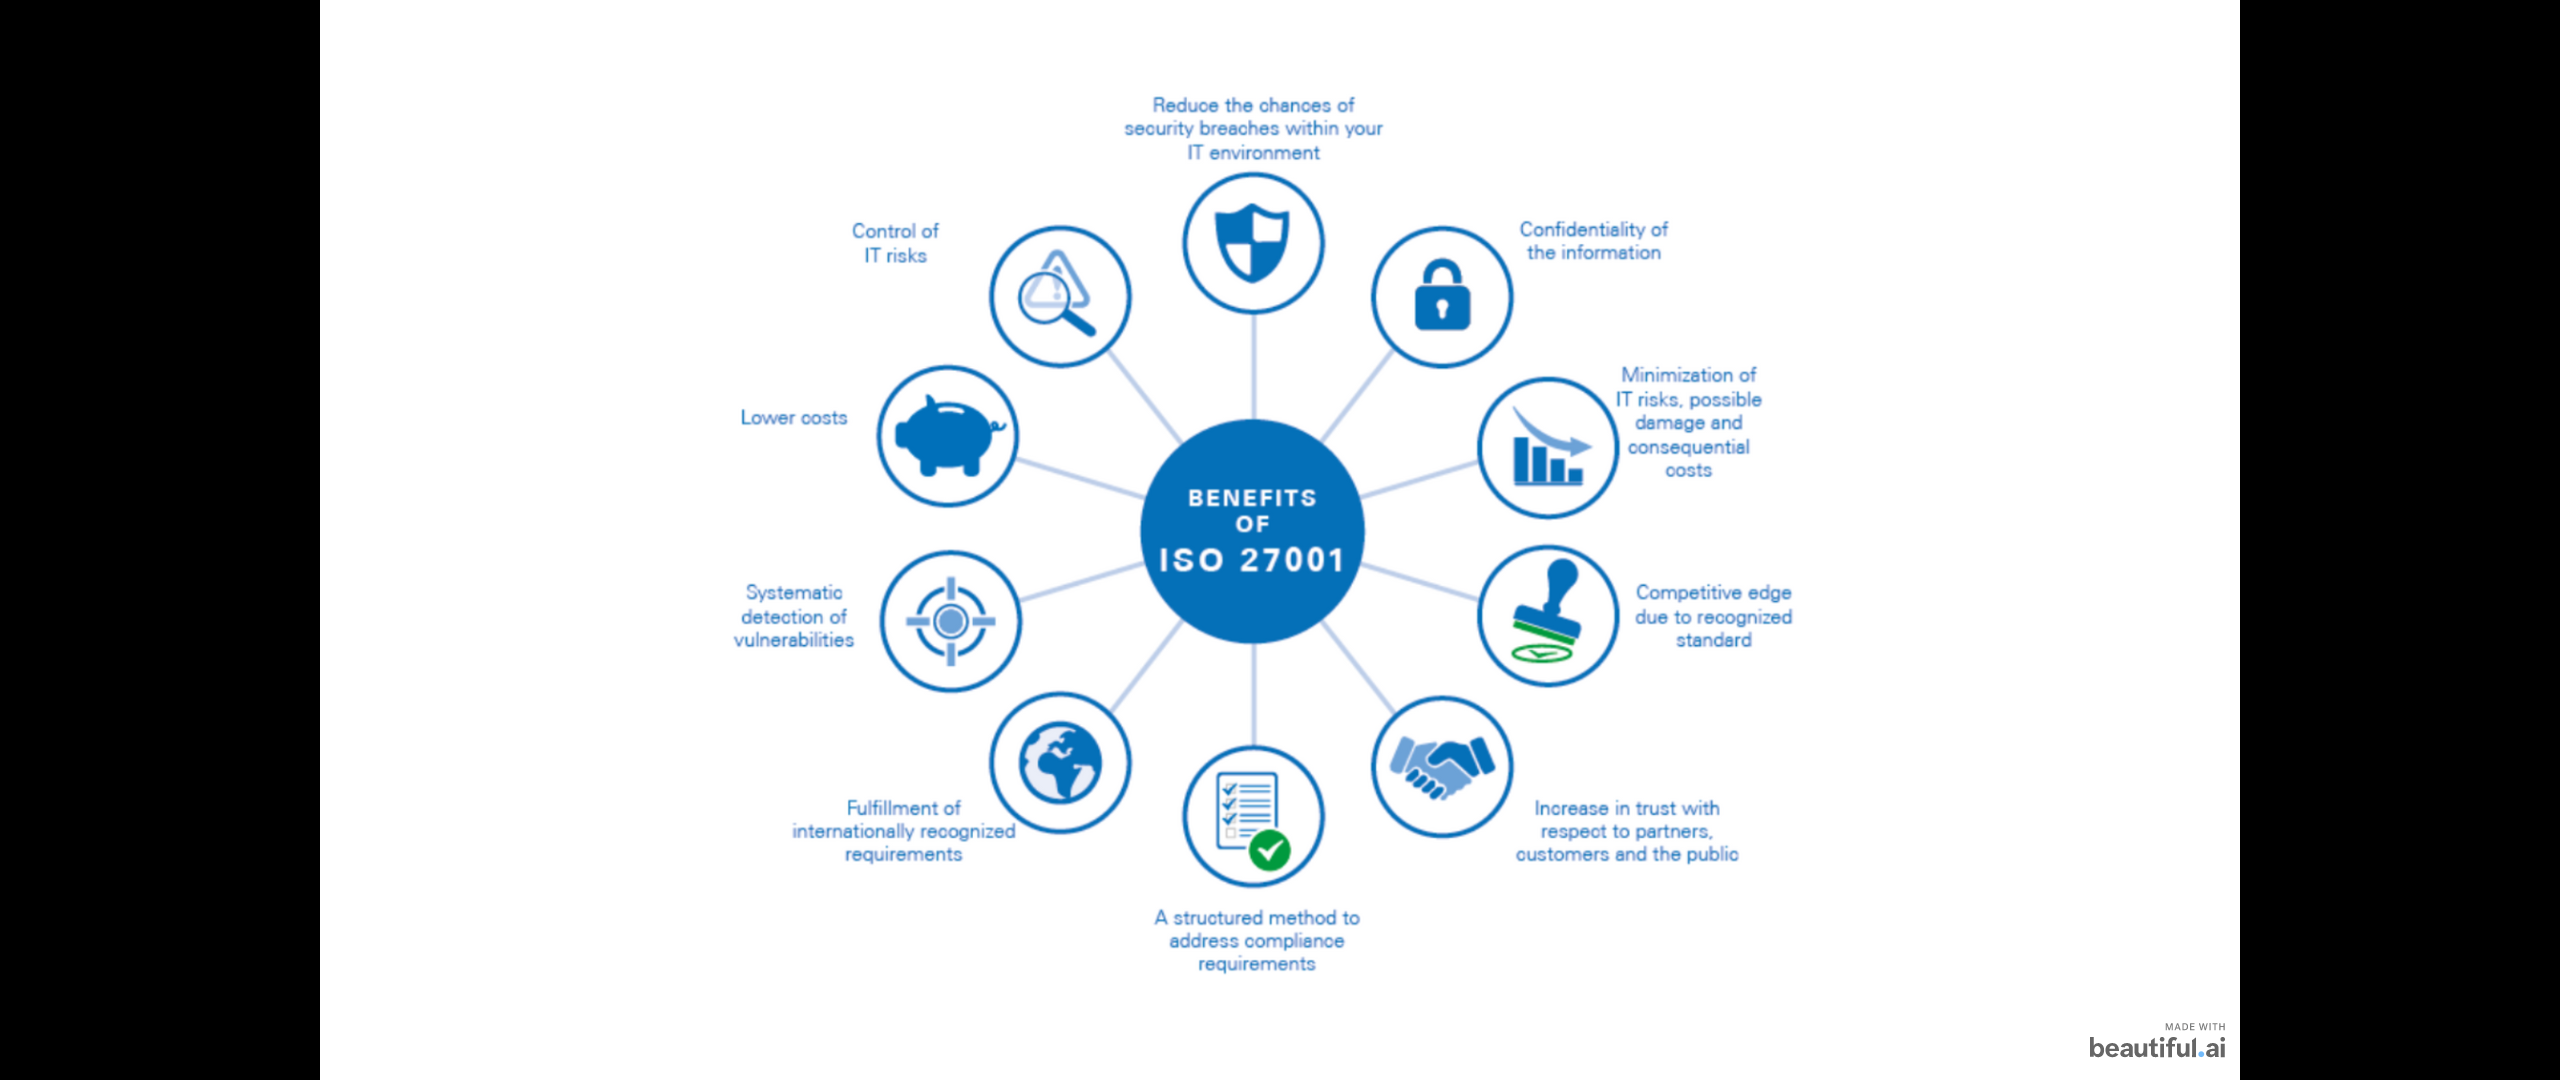 Reduce the chances of
security breaches within your
IT environment
Confidentiality of
the information
Minimization of
IT risks, possible
damage and
consequential
costs
Competitive edge
due to recognized
standard
Increase in trust with
respect to partners,
customers and the public
A structured method to
address compliance
requirements
Fulfillment of
internationally recognized
requirements
Systematic
detection of
vulnerabilities
Lower costs
Control of
IT risks
BENEFITS
OF
ISO 27001
MADE WITH
beautiful.ai